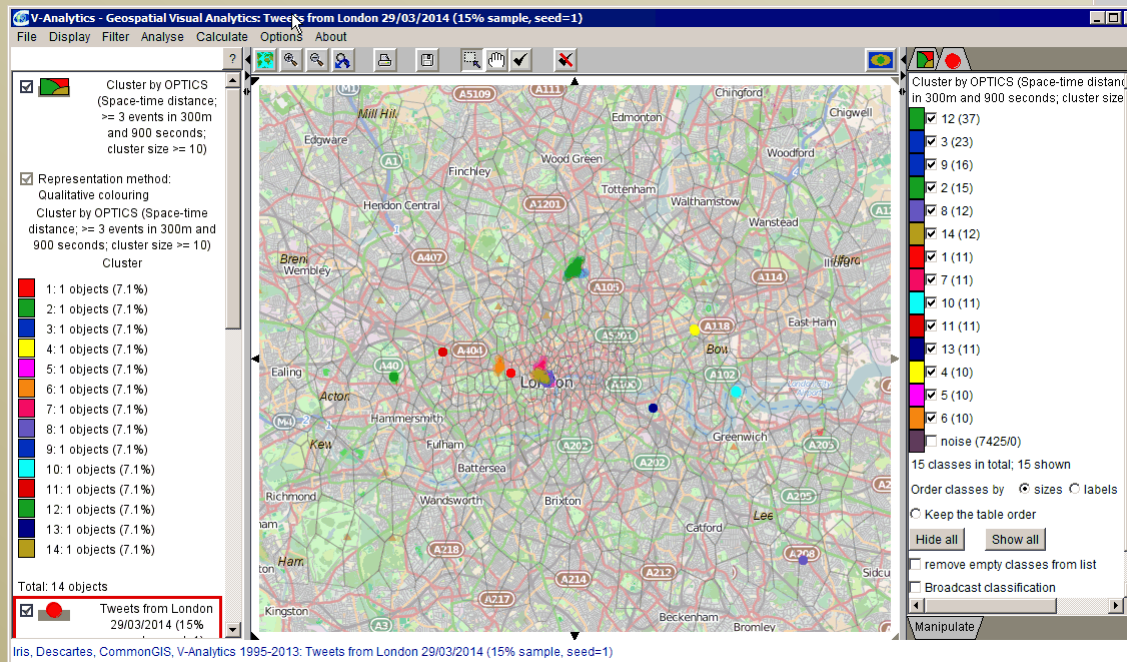 V-Analytics - Geospatial Visual Analytics: Tweets from London 29/03/2014 (15% sample, seed=1)
File Display Filter Analyse Calculate Options About
?
Cluster by OPTICS
(Space-time distance;
>= 3 events in 300m
and 900 seconds;
cluster size >= 10)
Representation method:
Qualitative colouring
Cluster by OPTICS (Space-time
distance; >= 3 events in 300m and
900 seconds; cluster size >= 10)
Cluster
1: 1 objects (7.1%)
2: 1 objects (7.1%)
3: 1 objects (7.1%)
4: 1 objects (7.1%)
5: 1 objects (7.1%)
6: 1 objects (7.1%)
7: 1 objects (7.1%)
8: 1 objects (7.1%)
9: 1 objects (7.1%)
10: 1 objects (7.1%)
11: 1 objects (7.1%)
12: 1 objects (7.1%)
13: 1 objects (7.1%)
14: 1 objects (7.1%)
Total: 14 objects
Tweets from London
29/03/2014 (15%
M1
A5109
A111
Chingford
Mill Hill
Edmonton
Chigwell
Edgware
A1
Wood Green
Woodford
Finchley
Tottenham
Hendon Central
A1201
Walthamstow
Wanstead
A12
A407
Ilford
Wembley
A114
A105
A5201
A118
East Ham
A404
Bow
Ealing
A40
London
A100
A102
Acton
Hammersmith
M4
Kew
Fulham
A202
Greenwich
A205
Battersea
A202
Richmond
Wandsworth
Brixton
A205
Lee
Catford
A218
A208
Ham
A214
A212
Sidcu
Kingston
A217
A3
Beckenham
Bromley
Cluster by OPTICS (Space-time distanc
in 300m and 900 seconds; cluster size
12 (37)
3 (23)
9 (16)
2 (15)
8 (12)
14 (12)
1 (11)
7 (11)
10 (11)
11 (11)
13 (11)
4 (10)
5 (10)
6 (10)
noise (7425/0)
15 classes in total; 15 shown
Order classes by sizes labels
Keep the table order
Hide all Show all
remove empty classes from list
Broadcast classification
Manipulate
Iris, Descartes, CommonGIS, V-Analytics 1995-2013: Tweets from London 29/03/2014 (15% sample, seed=1)